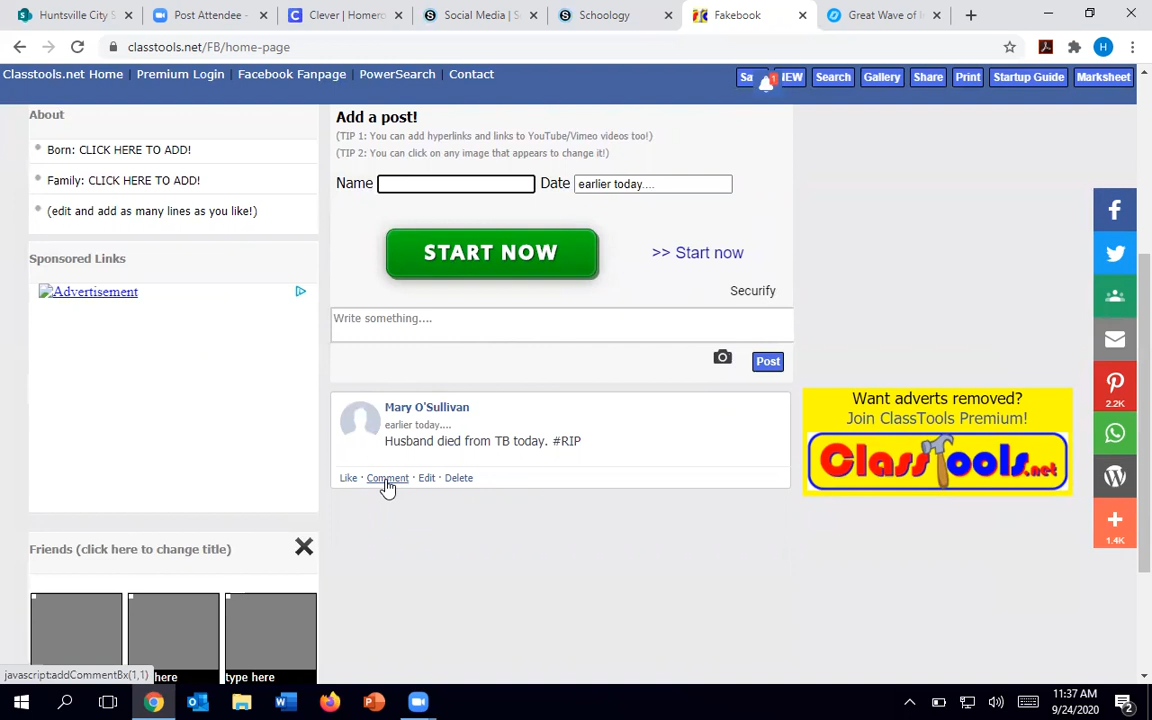 Huntsville City S
Post Attendee -
Clever | Homero
Social Media | S
Schoology
Fakebook
Great Wave of I
classtools.net/FB/home-page
H
Classtools.net Home | Premium Login | Facebook Fanpage | PowerSearch | Contact
Sa
1
NEW
Search
Gallery
Share
Print
Startup Guide
Marksheet
About
Born: CLICK HERE TO ADD!
Family: CLICK HERE TO ADD!
(edit and add as many lines as you like!)
Sponsored Links
Advertisement
Friends (click here to change title)
here
type here
Add a post!
(TIP 1: You can add hyperlinks and links to YouTube/Vimeo videos too!)
(TIP 2: You can click on any image that appears to change it!)
Name
Date
earlier today....
START NOW
>> Start now
Securify
Write something....
Post
Mary O'Sullivan
earlier today....
Husband died from TB today. #RIP
Like · Comment · Edit · Delete
Want adverts removed?
Join ClassTools Premium!
ClassTools.net
2.2K
1.4K
javascript:addCommentBx(1,1)
11:37 AM
9/24/2020
2